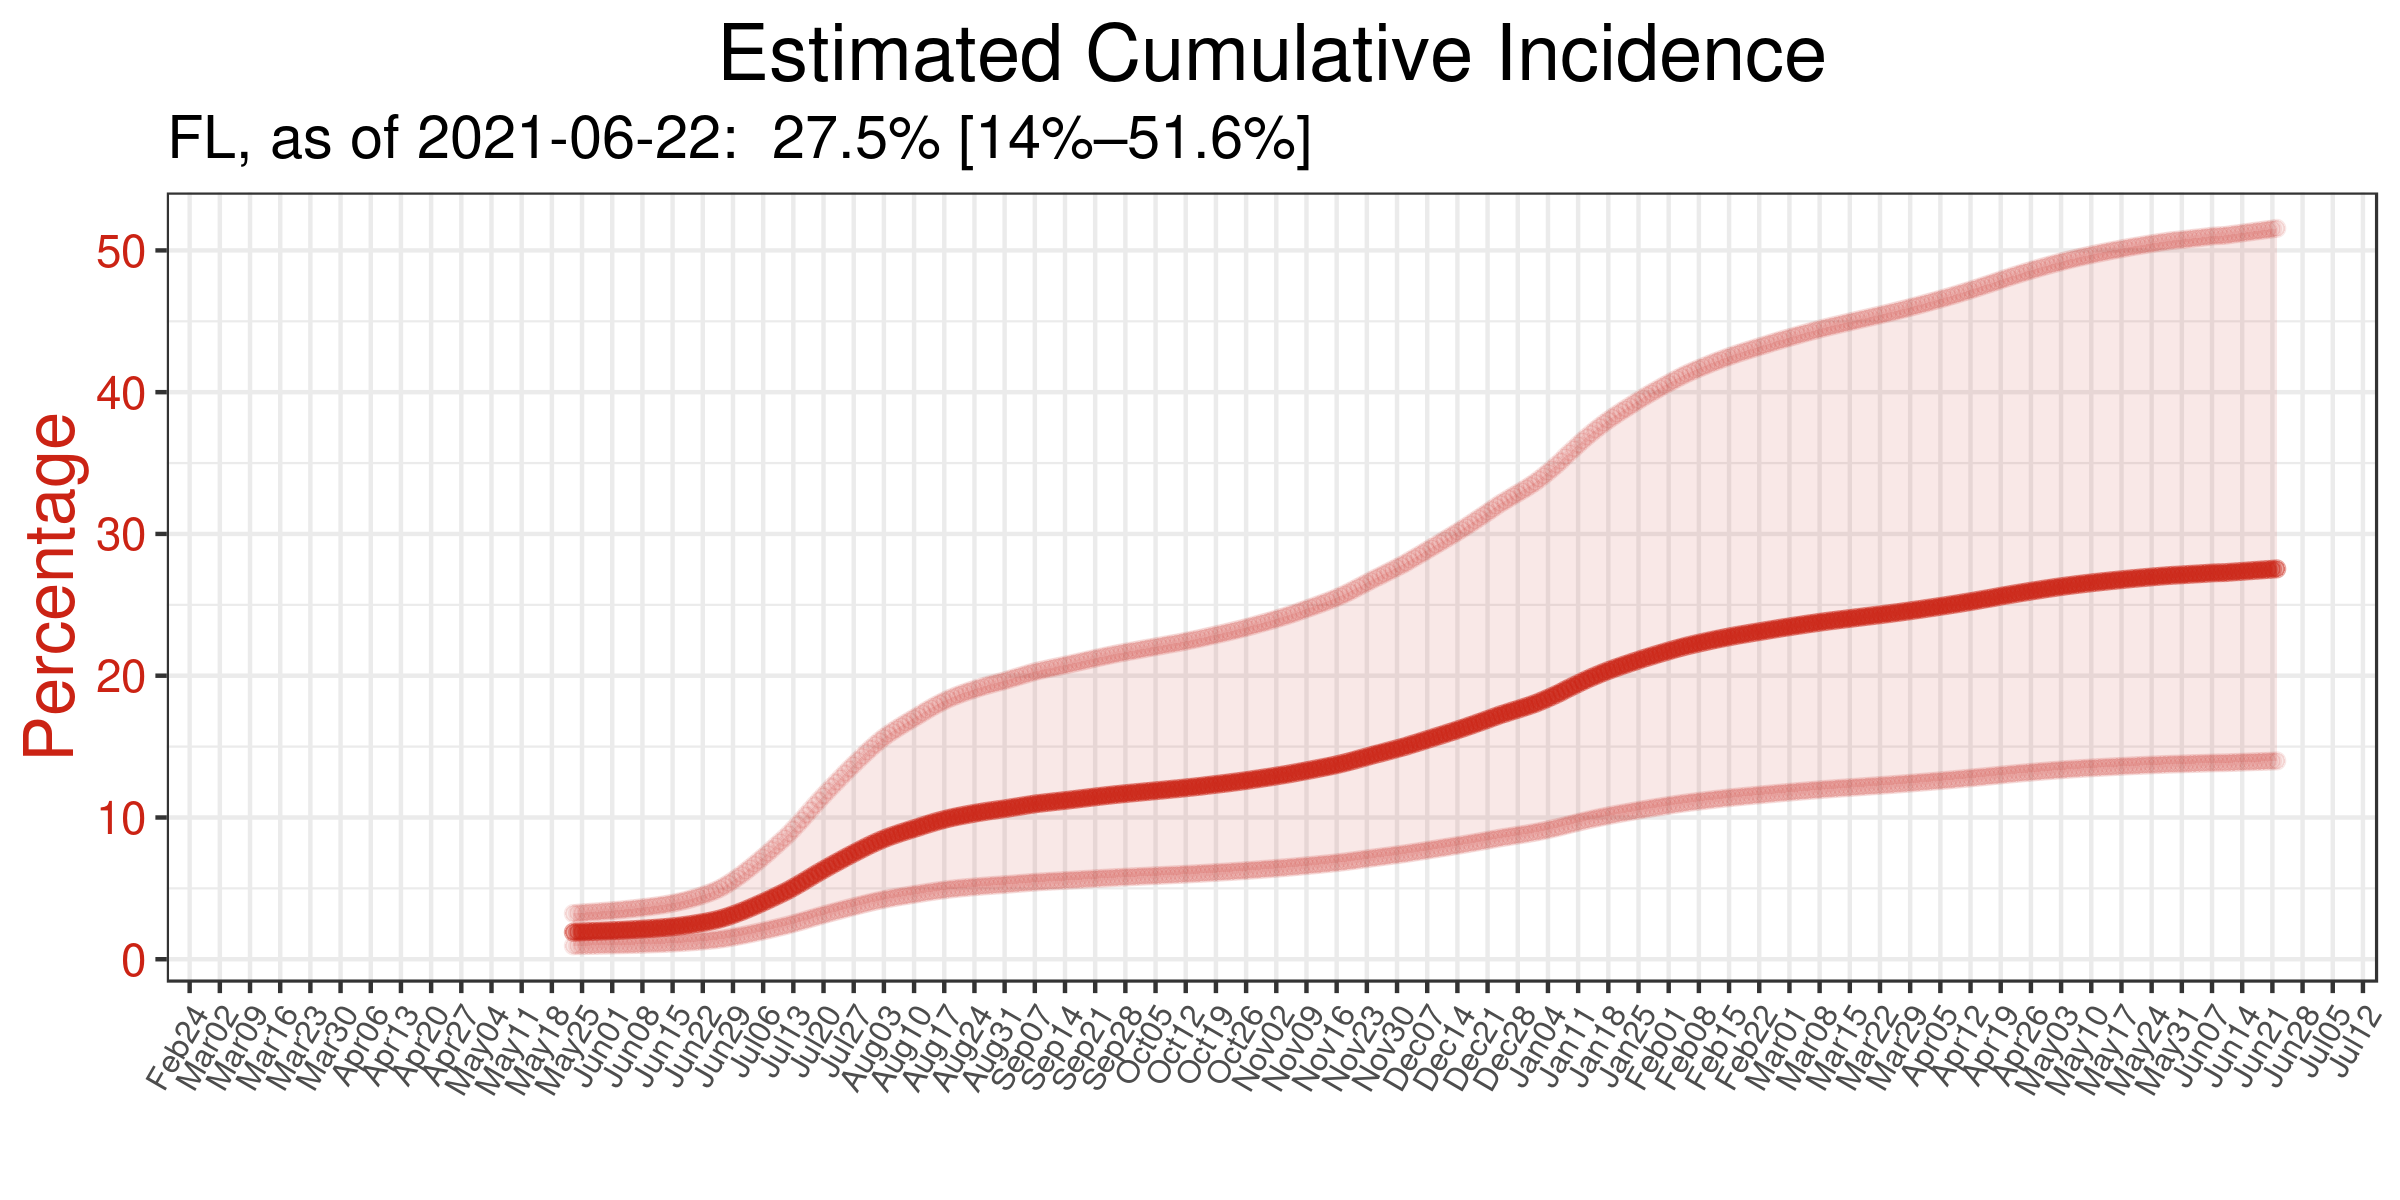 Estimated Cumulative Incidence
FL, as of 2021-06-22: 27.5% [14%–51.6%]
Percentage
50
40
30
20
10
0
Feb24
Mar02
Mar09
Mar16
Mar23
Mar30
Apr06
Apr13
Apr20
Apr27
May04
May11
May18
May25
Jun01
Jun08
Jun15
Jun22
Jun29
Jul06
Jul13
Jul20
Jul27
Aug03
Aug10
Aug17
Aug24
Aug31
Sep07
Sep14
Sep21
Sep28
Oct05
Oct12
Oct19
Oct26
Nov02
Nov09
Nov16
Nov23
Nov30
Dec07
Dec14
Dec21
Dec28
Dec04
Jan11
Jan18
Jan25
Feb01
Feb08
Feb15
Feb22
Mar01
Mar08
Mar15
Mar22
Mar29
Apr05
Apr12
Apr19
Apr26
May03
May10
May17
May24
May31
Jun07
Jun14
Jun21
Jun28
Jul05
Jul12